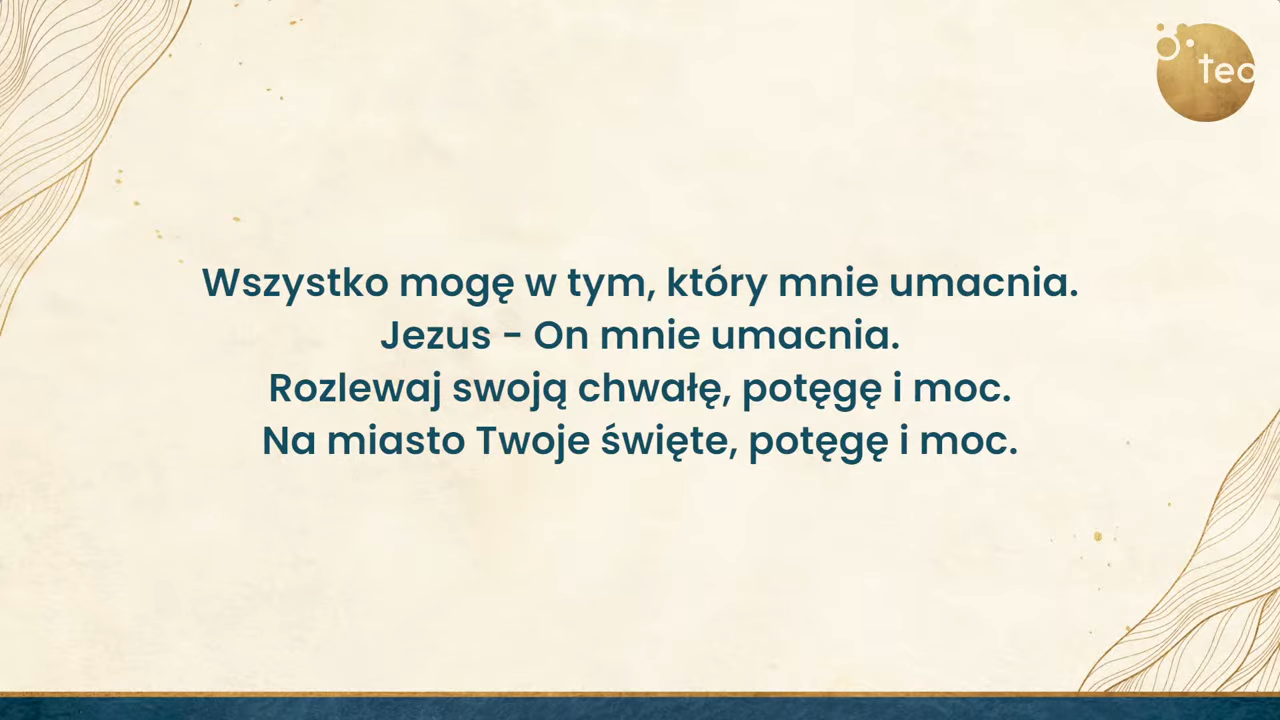 teo
Wszystko mogę w tym, który mnie umacnia.
Jezus - On mnie umacnia.
Rozlewaj swoją chwałę, potęgę i moc.
Na miasto Twoje święte, potęgę i moc.